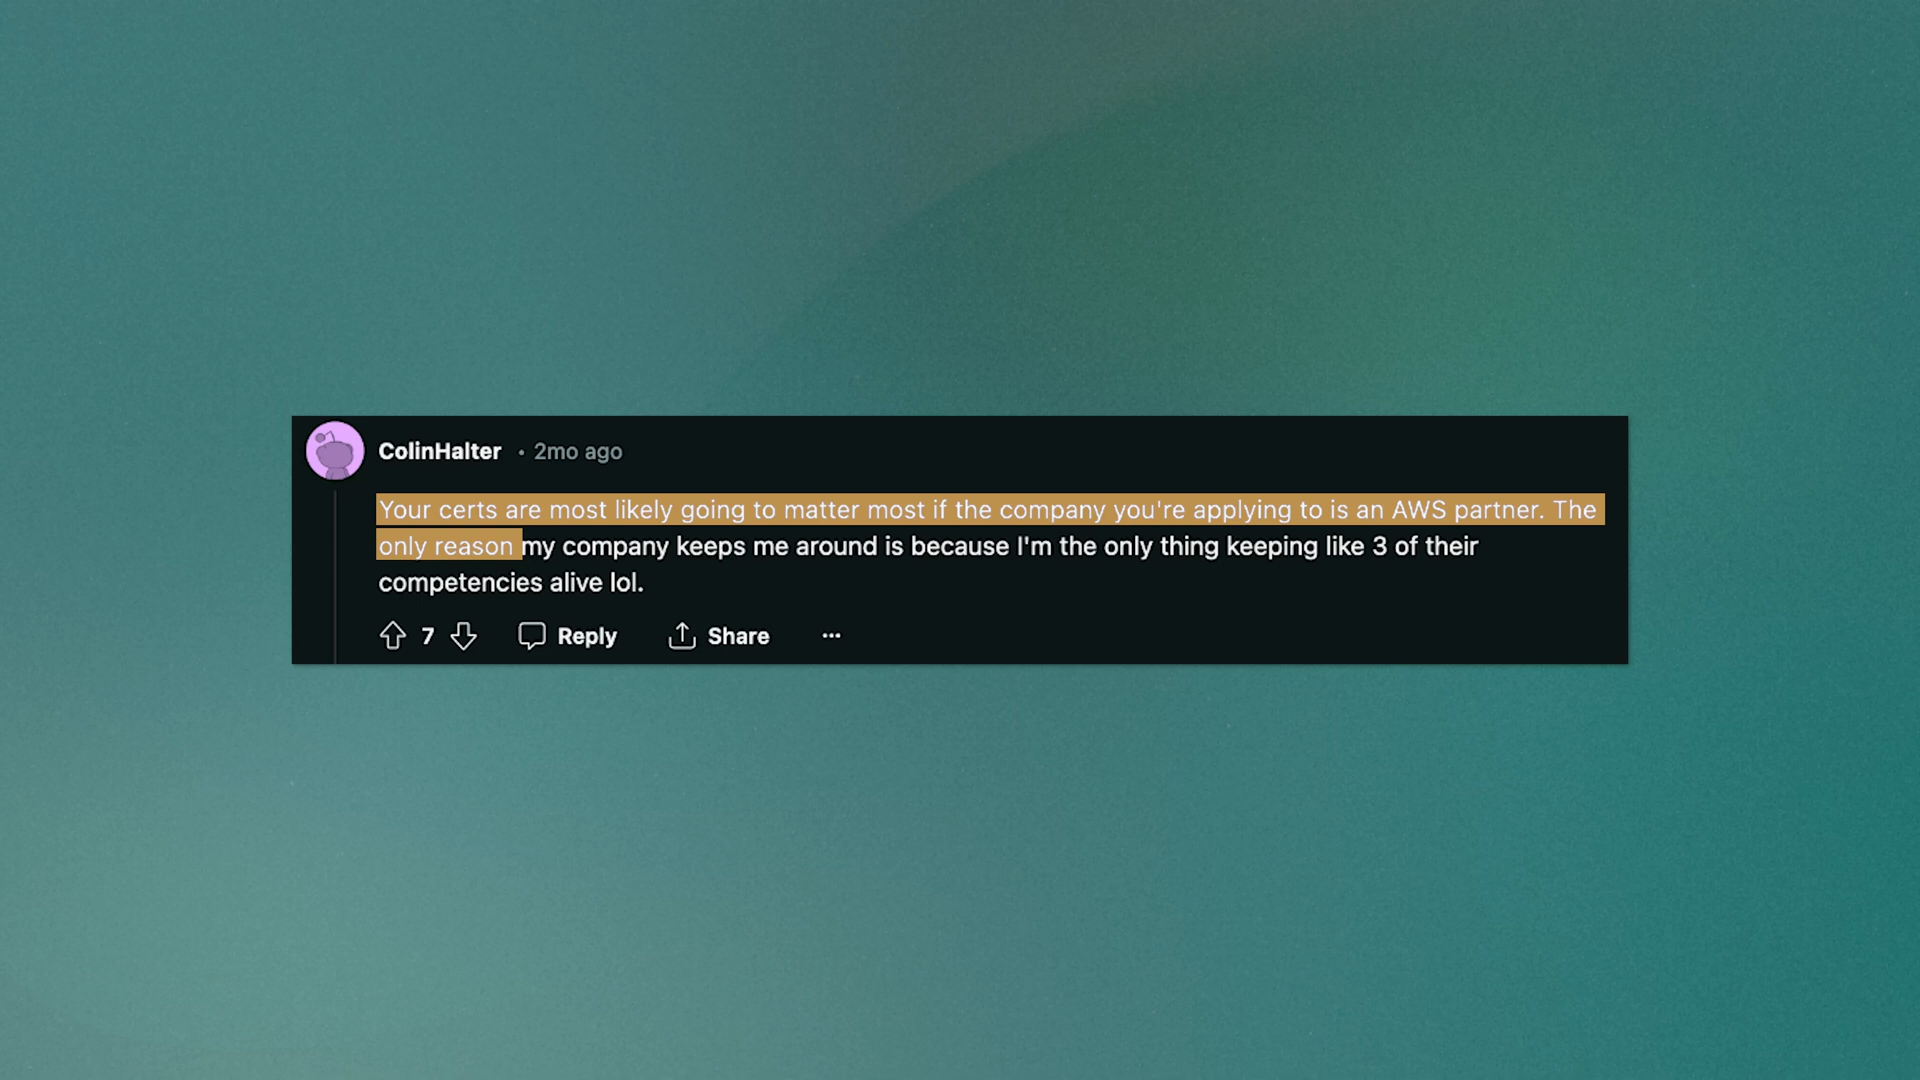 ColinHalter • 2mo ago
Your certs are most likely going to matter most if the company you're applying to is an AWS partner. The
only reason my company keeps me around is because I'm the only thing keeping like 3 of their
competencies alive lol.
7 Reply Share ...